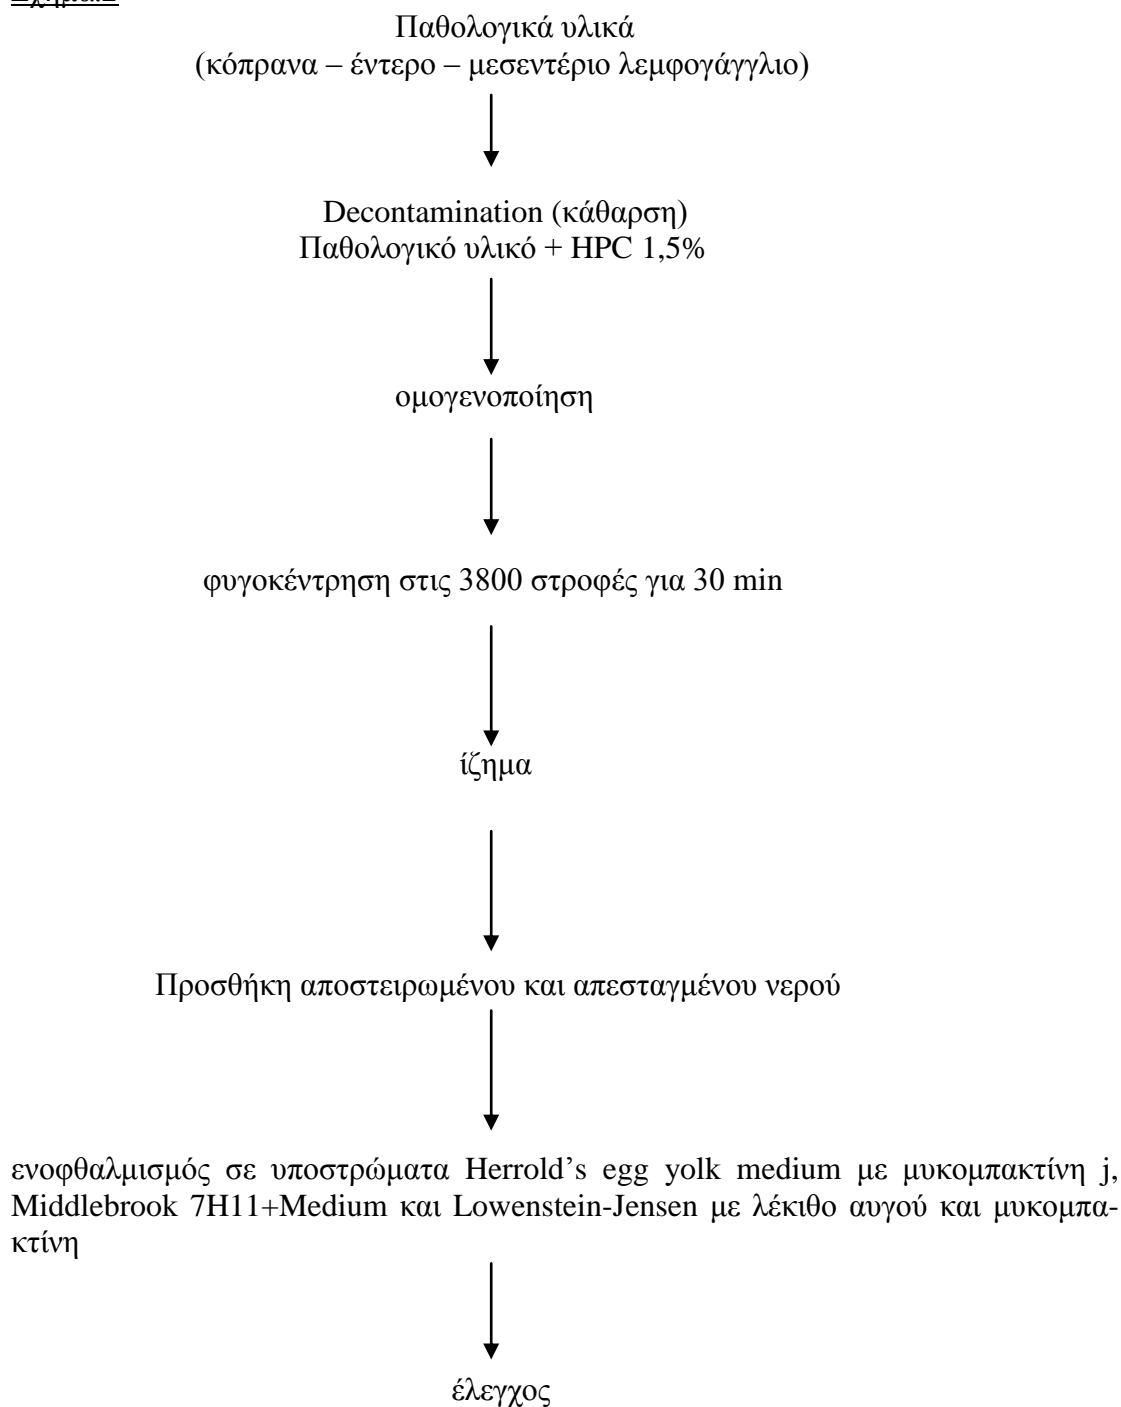 Παθολογικά υλικά
(κόπρανα – έντερο – μεσεντέριο λεμφογάγγλιο)
Decontamination (κάθαρση)
Παθολογικό υλικό + HPC 1,5%
ομογενοποίηση
φυγοκέντρηση στις 3800 στροφές για 30 min
ίζημα
Προσθήκη αποστειρωμένου και απεσταγμένου νερού
ενοφθαλμισμός σε υποστρώματα Herrold’s egg yolk medium με μυκομπακτίνη j,
Middlebrook 7H11+Medium και Lowenstein-Jensen με λέκιθο αυγού και μυκομπα-
κτίνη
έλεγχος